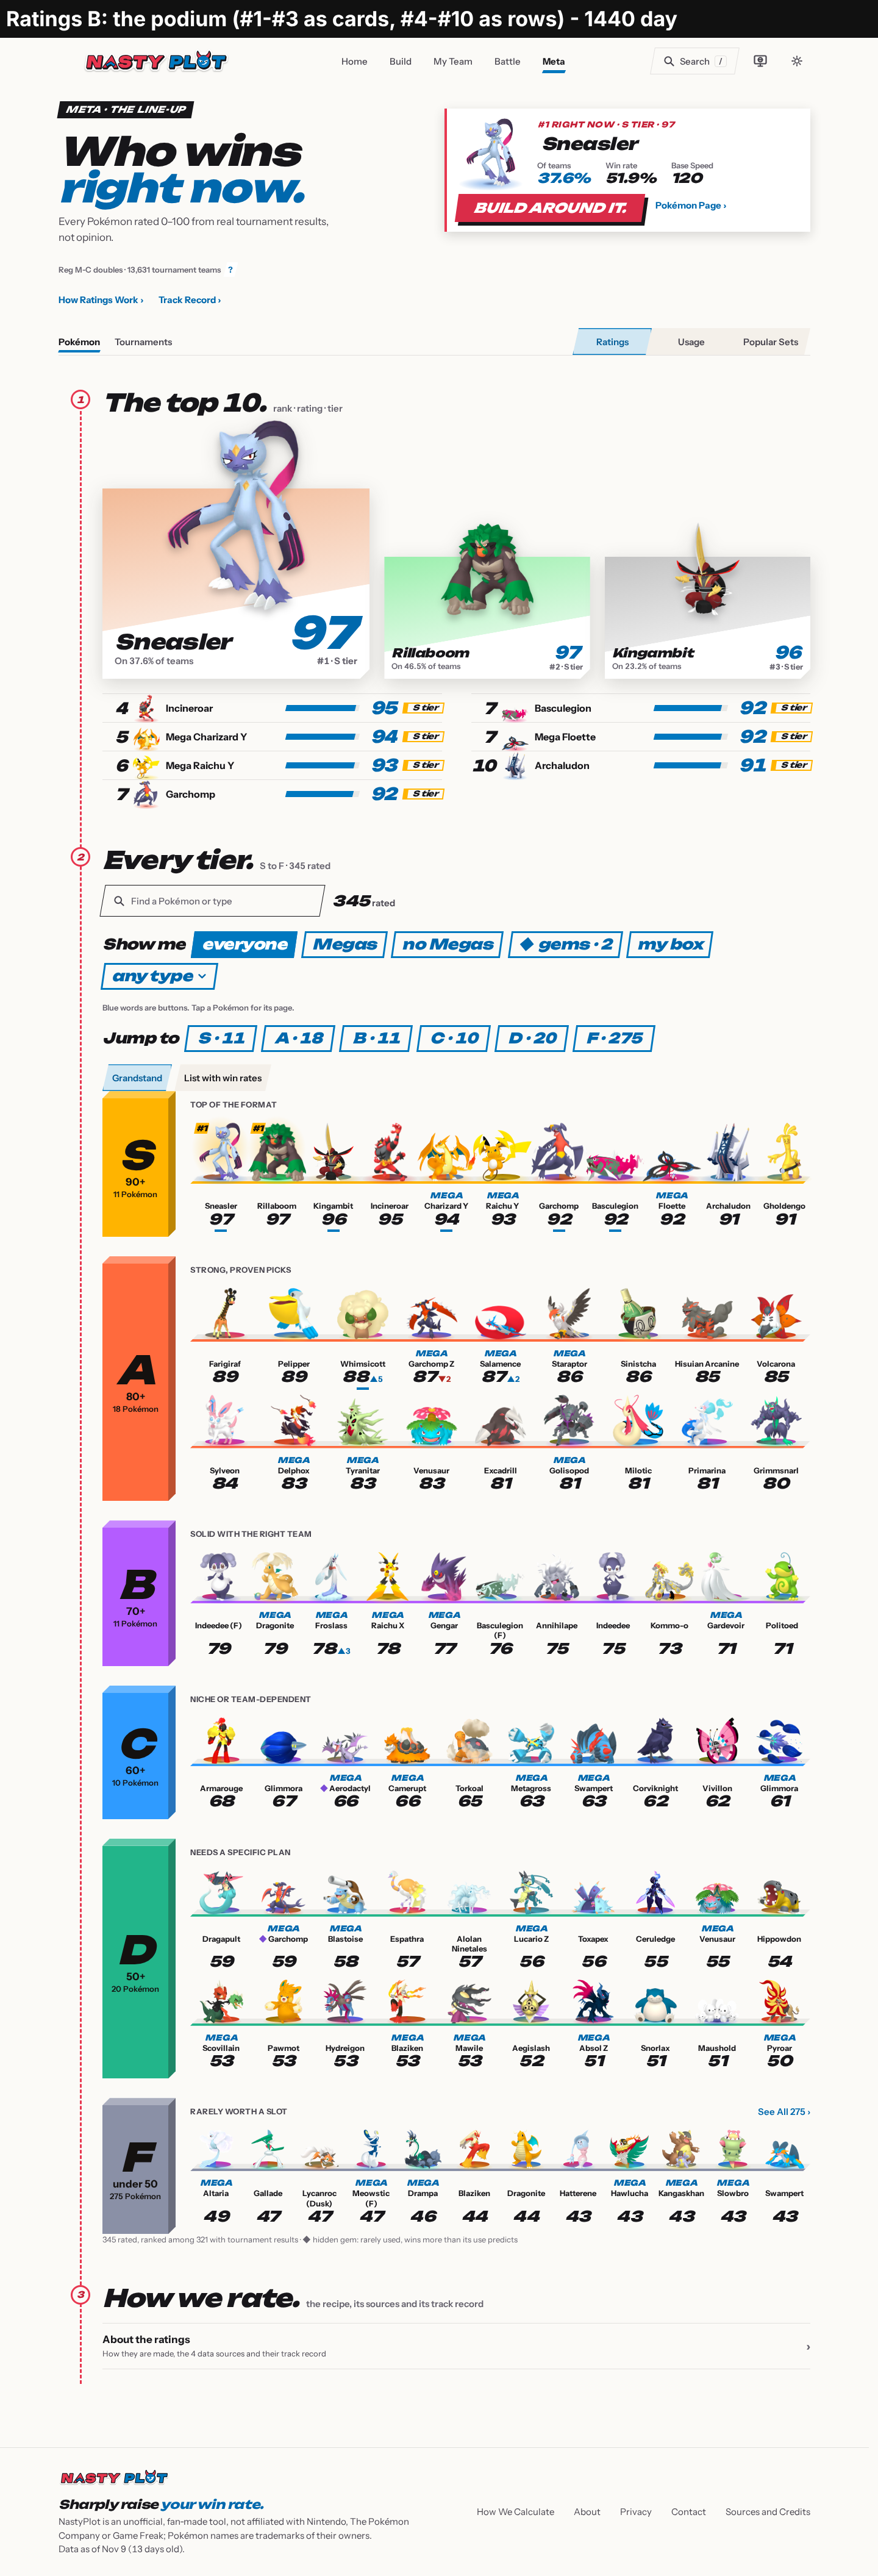 Ratings B: the podium (#1-#3 as cards, #4-#10 as rows) - 1440 day
NASTY PLOT
Home Build My Team Battle Meta
Search /
META · THE LINE-UP
Who wins
right now.
Every Pokémon rated 0–100 from real tournament results,
not opinion.
Reg M-C doubles · 13,631 tournament teams ?
How Ratings Work › Track Record ›
#1 RIGHT NOW · S TIER · 97
Sneasler
Of teams Win rate Base Speed
37.6% 51.9% 120
BUILD AROUND IT. Pokémon Page ›
Pokémon Tournaments
Ratings Usage Popular Sets
1 The top 10. rank · rating · tier
Sneasler 97
On 37.6% of teams #1 · S tier
Rillaboom 97
On 46.5% of teams #2 · S tier
Kingambit 96
On 23.2% of teams #3 · S tier
4 Incineroar 95 S tier
5 Mega Charizard Y 94 S tier
6 Mega Raichu Y 93 S tier
7 Garchomp 92 S tier
7 Basculegion 92 S tier
7 Mega Floette 92 S tier
10 Archaludon 91 S tier
2 Every tier. S to F · 345 rated
Find a Pokémon or type 345 rated
Show me everyone Megas no Megas ◆ gems · 2 my box
any type
Blue words are buttons. Tap a Pokémon for its page.
Jump to S · 11 A · 18 B · 11 C · 10 D · 20 F · 275
Grandstand List with win rates
S
90+
11 Pokémon
TOP OF THE FORMAT
#1 #1
MEGA MEGA MEGA
Sneasler Rillaboom Kingambit Incineroar Charizard Y Raichu Y Garchomp Basculegion Floette Archaludon Gholdengo
97 97 96 95 94 93 92 92 92 91 91
A
80+
18 Pokémon
STRONG, PROVEN PICKS
MEGA MEGA MEGA
Farigiraf Pelipper Whimsicott Garchomp Z Salamence Staraptor Sinistcha Hisuian Arcanine Volcarona
89 89 88 ▲5 87 ▼2 87 ▲2 86 86 85 85
MEGA MEGA MEGA
Sylveon Delphox Tyranitar Venusaur Excadrill Golisopod Milotic Primarina Grimmsnarl
84 83 83 83 81 81 81 81 80
B
70+
11 Pokémon
SOLID WITH THE RIGHT TEAM
MEGA MEGA MEGA MEGA MEGA
Indeedee (F) Dragonite Froslass Raichu X Gengar Basculegion (F) Annihilape Indeedee Kommo-o Gardevoir Politoed
79 79 78 ▲3 78 77 76 75 75 73 71 71
C
60+
10 Pokémon
NICHE OR TEAM-DEPENDENT
MEGA MEGA MEGA MEGA MEGA
Armarouge Glimmora ◆ Aerodactyl Camerupt Torkoal Metagross Swampert Corviknight Vivillon Glimmora
68 67 66 66 65 63 63 62 62 61
D
50+
20 Pokémon
NEEDS A SPECIFIC PLAN
MEGA MEGA MEGA MEGA
Dragapult ◆ Garchomp Blastoise Espathra Alolan Ninetales Lucario Z Toxapex Ceruledge Venusaur Hippowdon
59 59 58 57 57 56 56 55 55 54
MEGA MEGA MEGA MEGA MEGA
Scovillain Pawmot Hydreigon Blaziken Mawile Aegislash Absol Z Snorlax Maushold Pyroar
53 53 53 53 53 52 51 51 51 50
F
under 50
275 Pokémon
RARELY WORTH A SLOT See All 275 ›
MEGA MEGA MEGA MEGA MEGA MEGA
Altaria Gallade Lycanroc (Dusk) Meowstic (F) Drampa Blaziken Dragonite Hatterene Hawlucha Kangaskhan Slowbro Swampert
49 47 47 47 46 44 44 43 43 43 43 43
345 rated, ranked among 321 with tournament results · ◆ hidden gem: rarely used, wins more than its use predicts
3 How we rate. the recipe, its sources and its track record
About the ratings ›
How they are made, the 4 data sources and their track record
NASTY PLOT
Sharply raise your win rate.
NastyPlot is an unofficial, fan-made tool, not affiliated with Nintendo, The Pokémon
Company or Game Freak; Pokémon names are trademarks of their owners.
Data as of Nov 9 (13 days old).
How We Calculate About Privacy Contact Sources and Credits